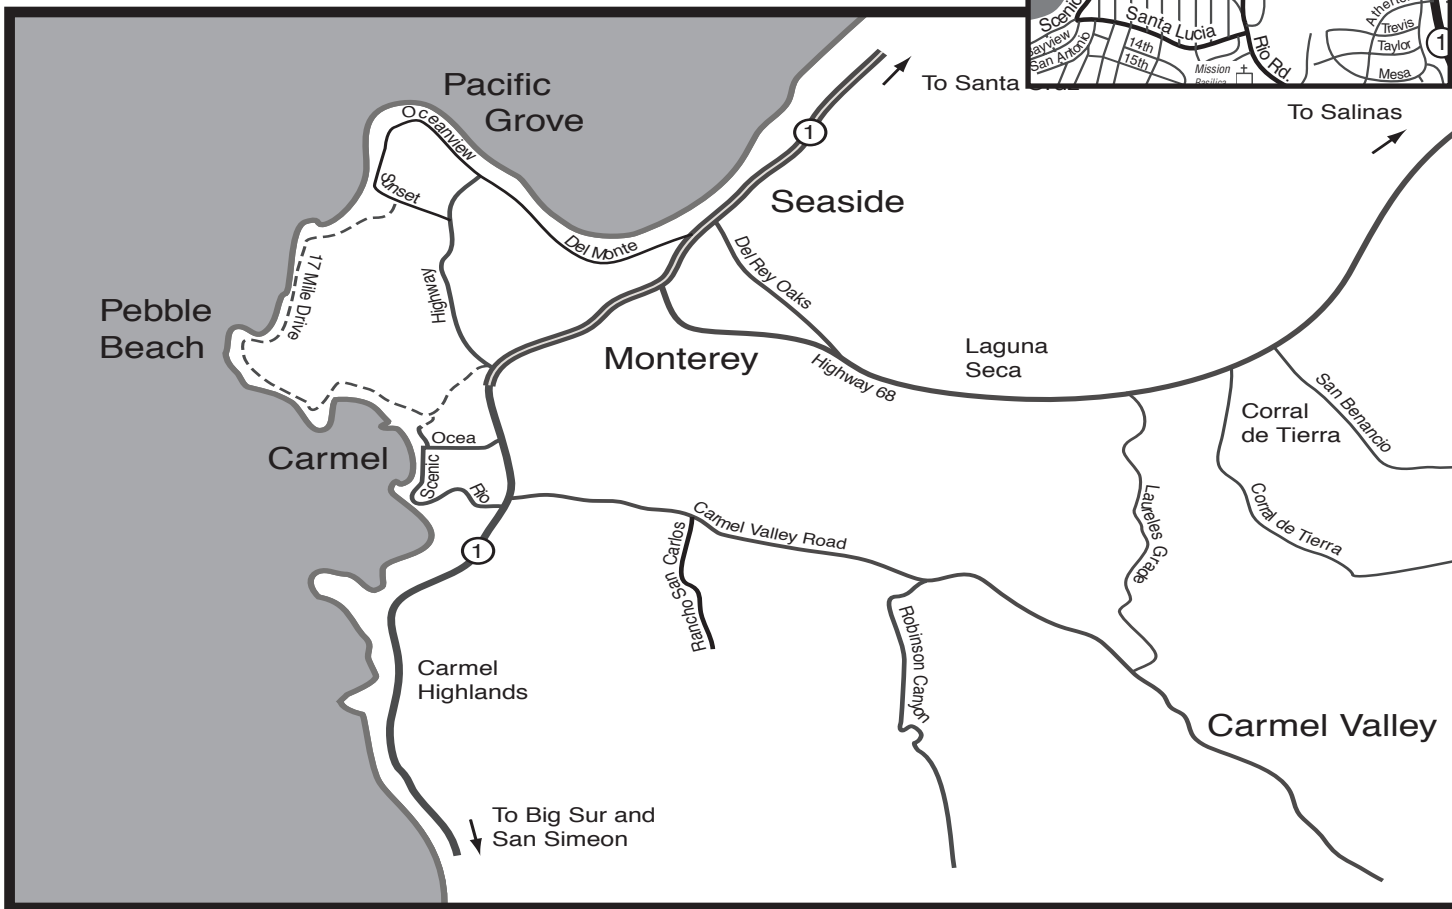 Scenic
Santa Lucia
San Antonio
14th
15th
Mission
Rio Rd.
Trevis
Taylor
Mesa
1
To Santa
To Salinas
Pacific
Grove
Oceanview
Sunset
1
Seaside
Del Monte
Del Rey Oaks
17 Mile Drive
Highway
Pebble
Beach
Monterey
Highway 68
Laguna
Seca
San Benancio
Corral
de Tierra
Corral de Tierra
Ocea
Carmel
Scenic
Rio
Laureles Grade
Carmel Valley Road
Rancho San Carlos
1
Robinson Canyon
Carmel
Highlands
Carmel Valley
To Big Sur and
San Simeon